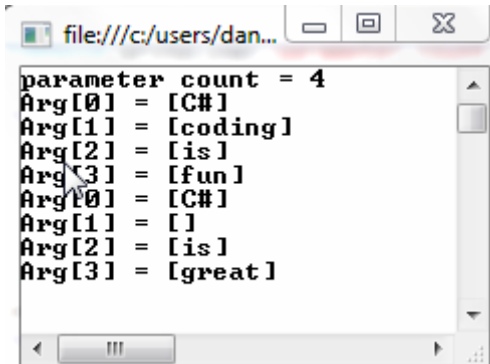 file:///c:/users/dan...
parameter count = 4
Arg[0] = [C#]
Arg[1] = [coding]
Arg[2] = [is]
Arg[3] = [fun]
Arg[0] = [C#]
Arg[1] = []
Arg[2] = [is]
Arg[3] = [great]